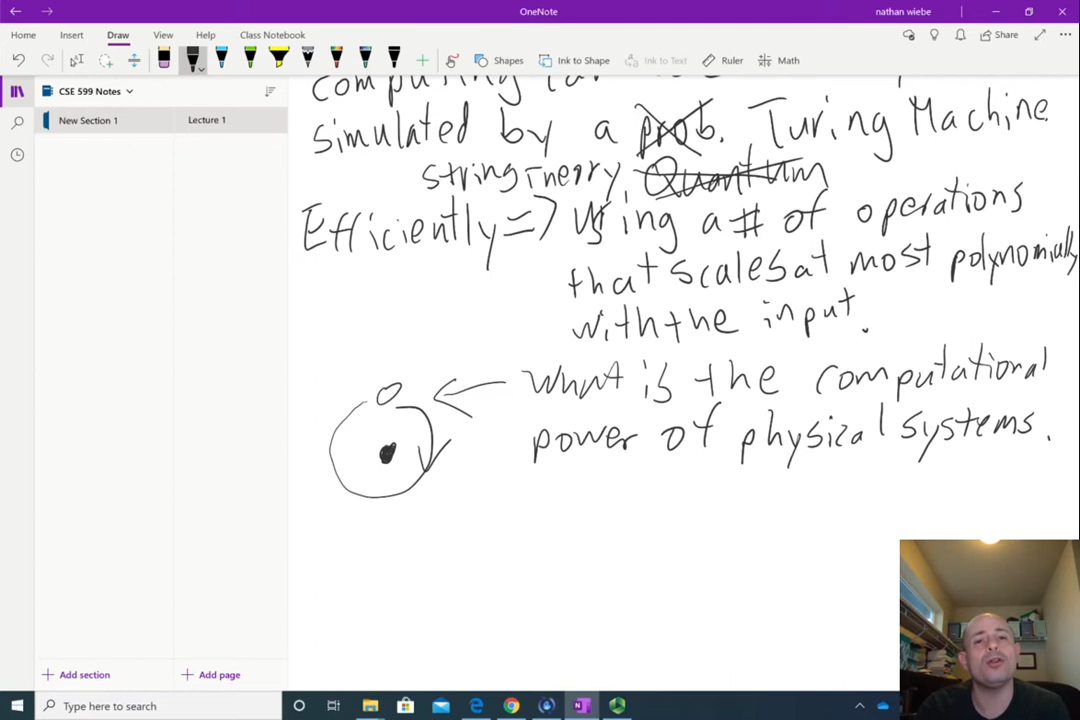 OneNote
nathan wiebe
Home Insert Draw View Help Class Notebook
Share
Shapes Ink to Shape Ink to Text Ruler Math
CSE 599 Notes
New Section 1
Lecture 1
computing
simulated by a prob. Turing Machine
string Theory, Quantum
Efficiently => Using a # of operations
that scales at most polynomially
with the input.
What is the computational
power of physical systems.
Add section
Add page
Type here to search